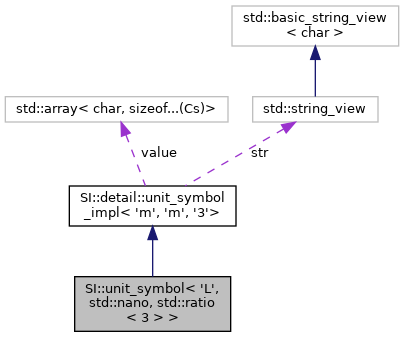 std::basic_string_view
< char >
std::array< char, sizeof...(Cs)>
std::string_view
value
str
SI::detail::unit_symbol
_impl< 'm', 'm', '3'>
SI::unit_symbol< 'L',
std::nano, std::ratio
< 3 > >